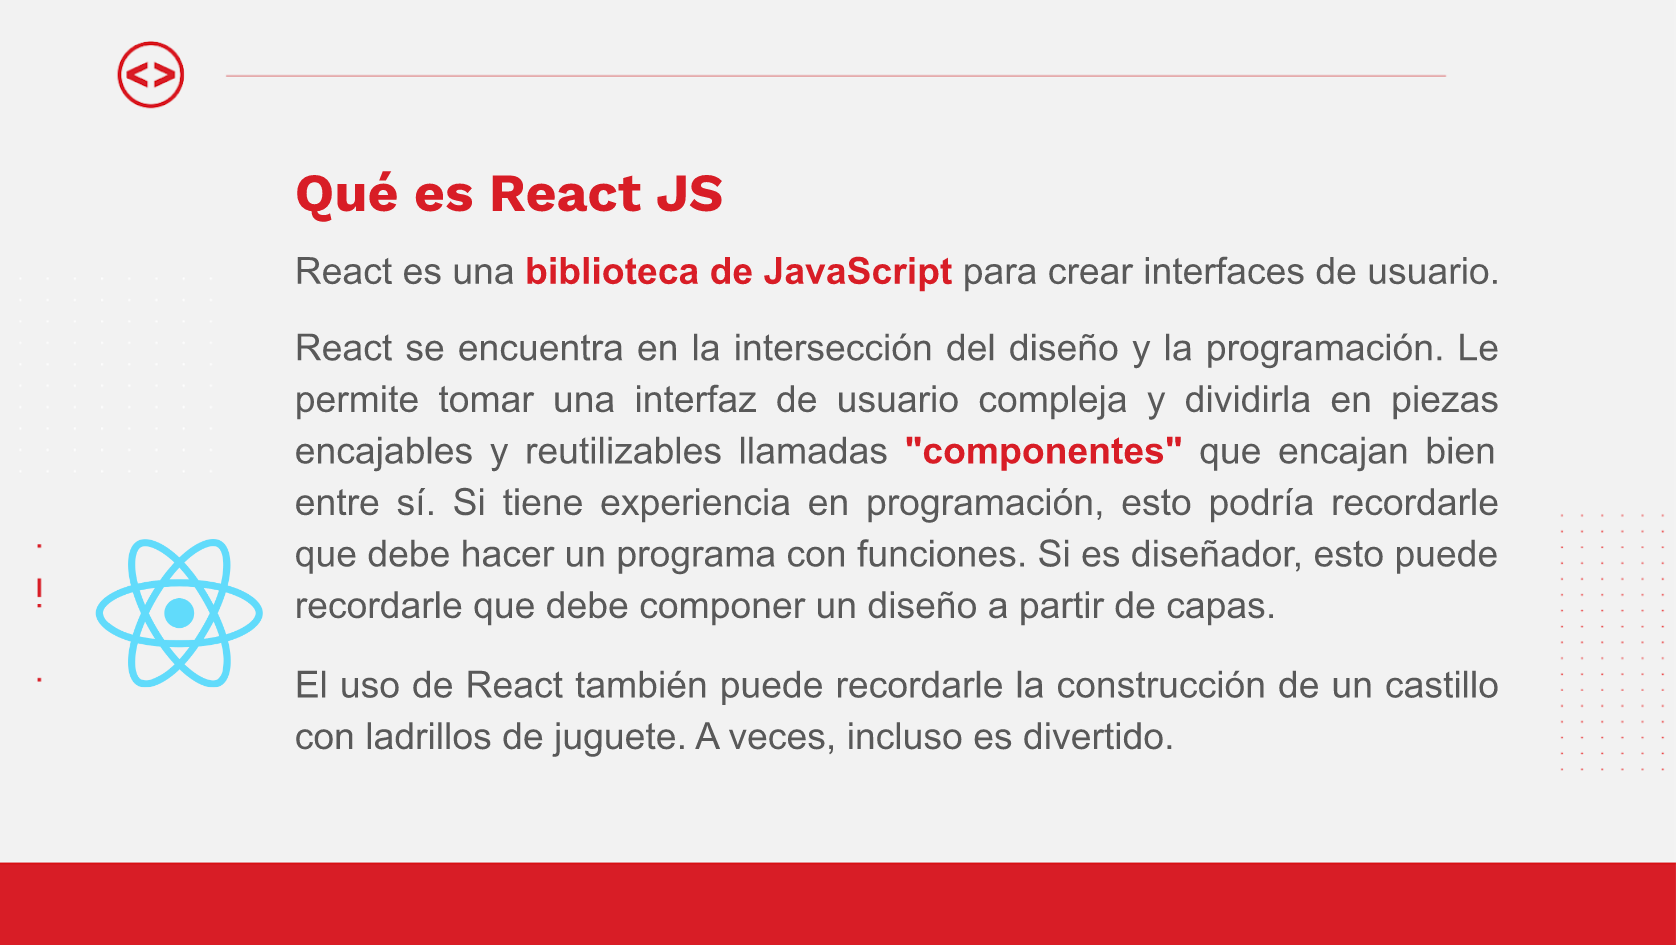 <>
Qué es React JS
React es una biblioteca de JavaScript para crear interfaces de usuario.
React se encuentra en la intersección del diseño y la programación. Le
permite tomar una interfaz de usuario compleja y dividirla en piezas
encajables y reutilizables llamadas "componentes" que encajan bien
entre sí. Si tiene experiencia en programación, esto podría recordarle
que debe hacer un programa con funciones. Si es diseñador, esto puede
recordarle que debe componer un diseño a partir de capas.
El uso de React también puede recordarle la construcción de un castillo
con ladrillos de juguete. A veces, incluso es divertido.